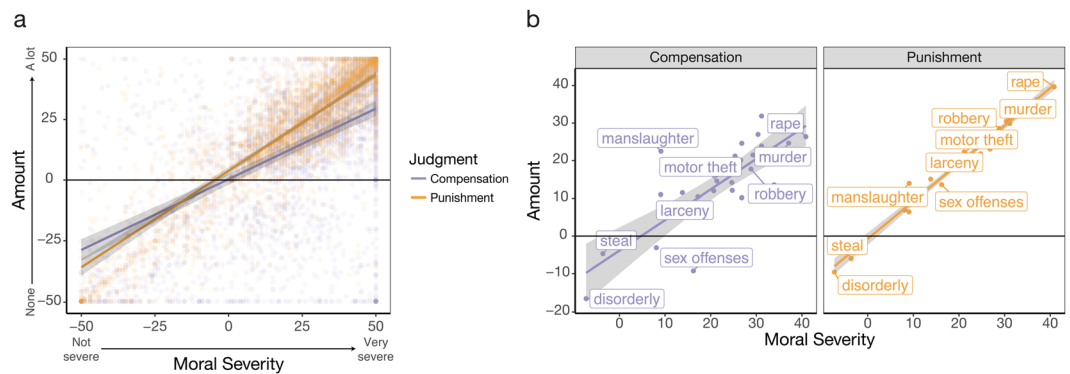 a
A lot
50
25
0
−25
−50
Amount
None
−50
−25
0
25
50
Not
severe
Very
severe
Moral Severity
Judgment
Compensation
Punishment
b
Compensation
Punishment
40
30
20
10
0
−10
−20
Amount
rape
manslaughter
murder
motor theft
robbery
larceny
steal
sex offenses
disorderly
rape
murder
robbery
motor theft
larceny
manslaughter
sex offenses
steal
disorderly
0
10
20
30
40
0
10
20
30
40
Moral Severity